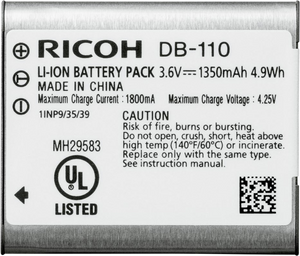 RICOH DB-110
LI-ION BATTERY PACK 3.6V⎓1350mAh 4.9Wh
IN CHINA
Maximum Charge Current : 1800mA Maximum Charge Voltage : 4.25V
1INP9/35/39
MH29583
UL
LISTED
CAUTION
Risk of fire, burns or bursting.
Do not open, crush, short, heat above
high temp (140°F/60°C) or incinerate.
Replace only with same type.
See instruction manual.